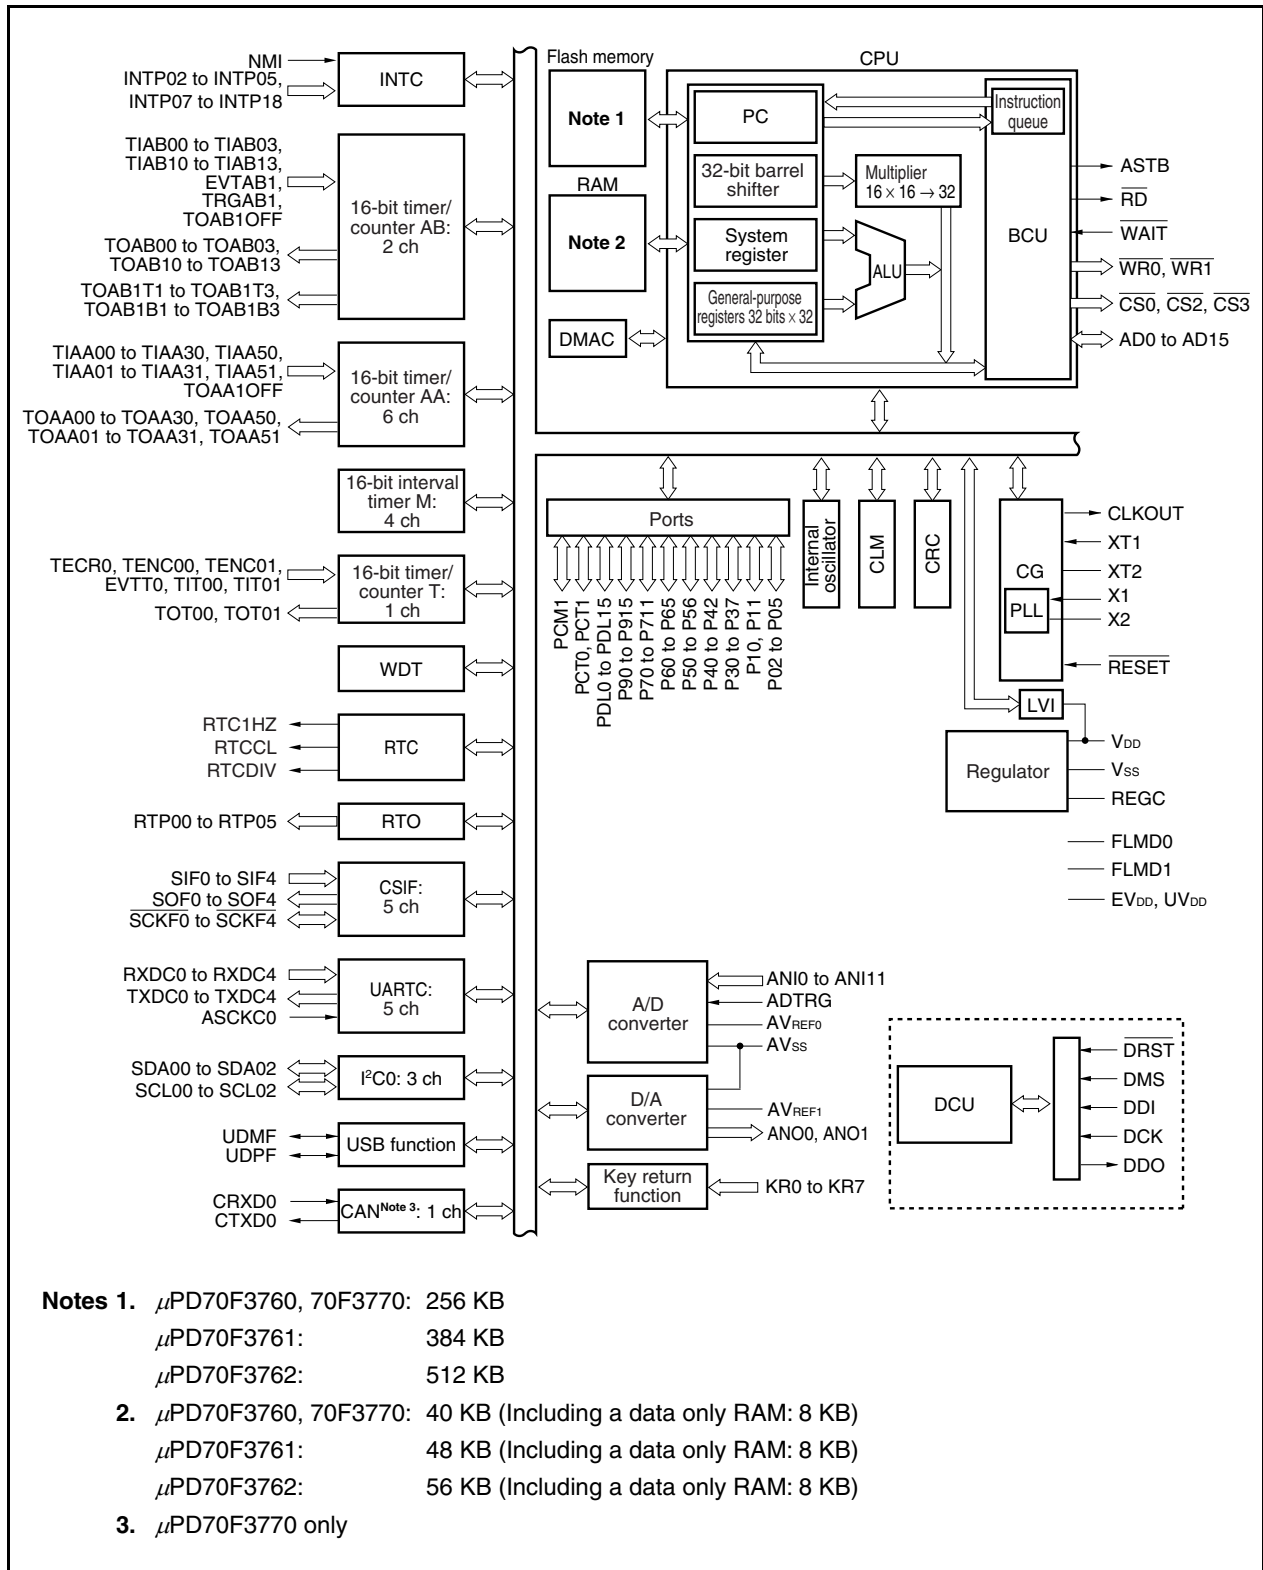 NMI
INTP02 to INTP05,
INTP07 to INTP18
INTC
TIAB00 to TIAB03,
TIAB10 to TIAB13,
EVTAB1,
TRGAB1,
TOAB1OFF
TOAB00 to TOAB03,
TOAB10 to TOAB13
TOAB1T1 to TOAB1T3,
TOAB1B1 to TOAB1B3
16-bit timer/
counter AB:
2 ch
TIAA00 to TIAA30, TIAA50,
TIAA01 to TIAA31, TIAA51,
TOAA1OFF
TOAA00 to TOAA30, TOAA50,
TOAA01 to TOAA31, TOAA51
16-bit timer/
counter AA:
6 ch
16-bit interval
timer M:
4 ch
TECR0, TENC00, TENC01,
EVTT0, TIT00, TIT01
TOT00, TOT01
16-bit timer/
counter T:
1 ch
WDT
RTC1HZ
RTCCL
RTCDIV
RTC
RTP00 to RTP05
RTO
SIF0 to SIF4
SOF0 to SOF4
SCKF0 to SCKF4
CSIF:
5 ch
RXDC0 to RXDC4
TXDC0 to TXDC4
ASCKC0
UARTC:
5 ch
SDA00 to SDA02
SCL00 to SCL02
I²C0: 3 ch
UDMF
UDPF
USB function
CRXD0
CTXD0
CAN Note 3: 1 ch
Flash memory
Note 1
RAM
Note 2
DMAC
CPU
PC
32-bit barrel
shifter
System
register
General-purpose
registers 32 bits × 32
Multiplier
16 × 16 → 32
ALU
Instruction
queue
BCU
ASTB
RD
WAIT
WR0, WR1
CS0, CS2, CS3
AD0 to AD15
Ports
PCM1
PCT0, PCT1
PDL0 to PDL15
P90 to P915
P70 to P711
P60 to P65
P50 to P56
P40 to P42
P30 to P37
P10, P11
P02 to P05
Internal
oscillator
CLM
CRC
CG
PLL
CLKOUT
XT1
XT2
X1
X2
RESET
LVI
Regulator
VDD
VSS
REGC
FLMD0
FLMD1
EVDD, UVDD
A/D
converter
ANI0 to ANI11
ADTRG
AVREF0
AVSS
D/A
converter
AVREF1
ANO0, ANO1
Key return
function
KR0 to KR7
DCU
DRST
DMS
DDI
DCK
DDO
Notes 1. μPD70F3760, 70F3770: 256 KB
μPD70F3761: 384 KB
μPD70F3762: 512 KB
2. μPD70F3760, 70F3770: 40 KB (Including a data only RAM: 8 KB)
μPD70F3761: 48 KB (Including a data only RAM: 8 KB)
μPD70F3762: 56 KB (Including a data only RAM: 8 KB)
3. μPD70F3770 only